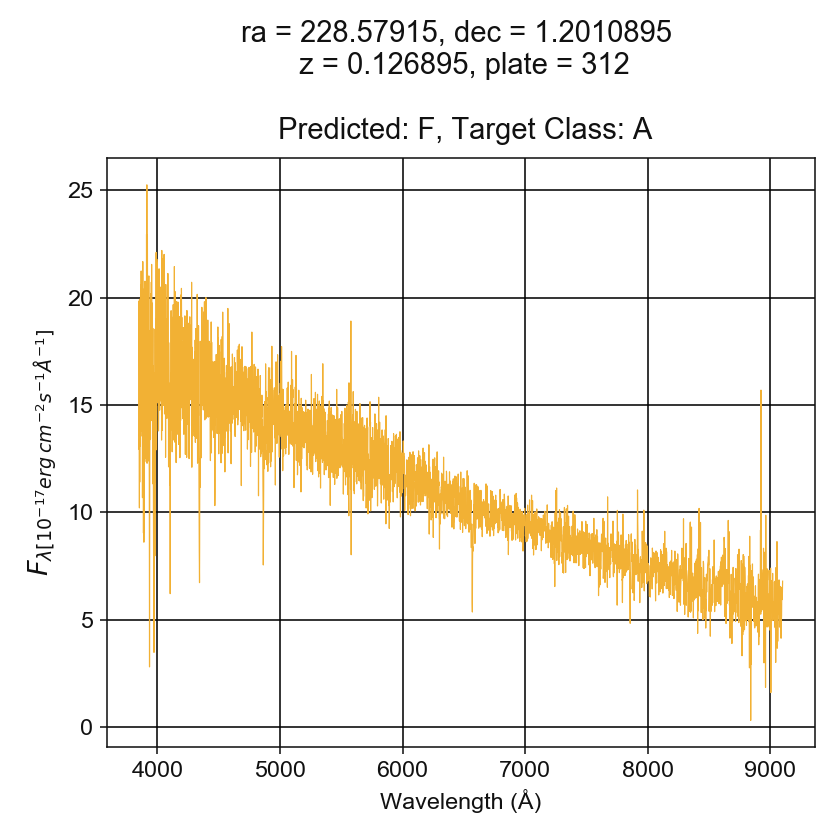 ra = 228.57915, dec = 1.2010895
z = 0.126895, plate = 312
Predicted: F, Target Class: A
25
20
15
10
5
0
F_λ[10⁻¹⁷erg cm⁻²s⁻¹Å⁻¹]
4000 5000 6000 7000 8000 9000
Wavelength (Å)